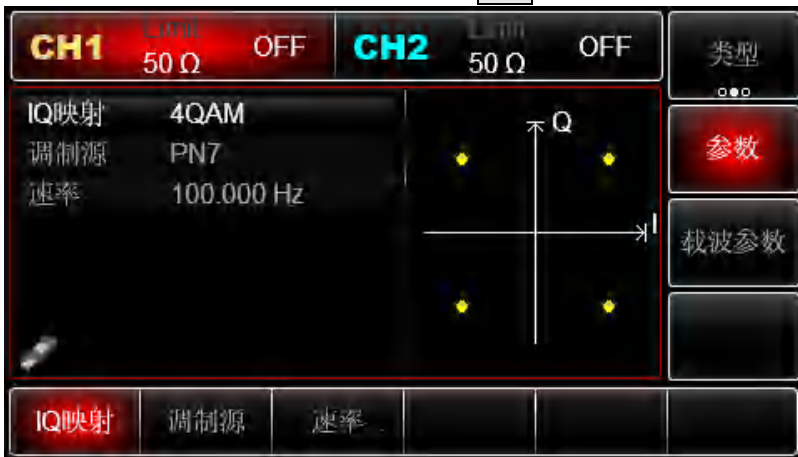 CH1 Limit 50 Ω OFF CH2 Limit 50 Ω OFF
类型
IQ映射 4QAM
调制源 PN7
速率 100.000 Hz
Q
I
参数
载波参数
IQ映射 调制源 速率